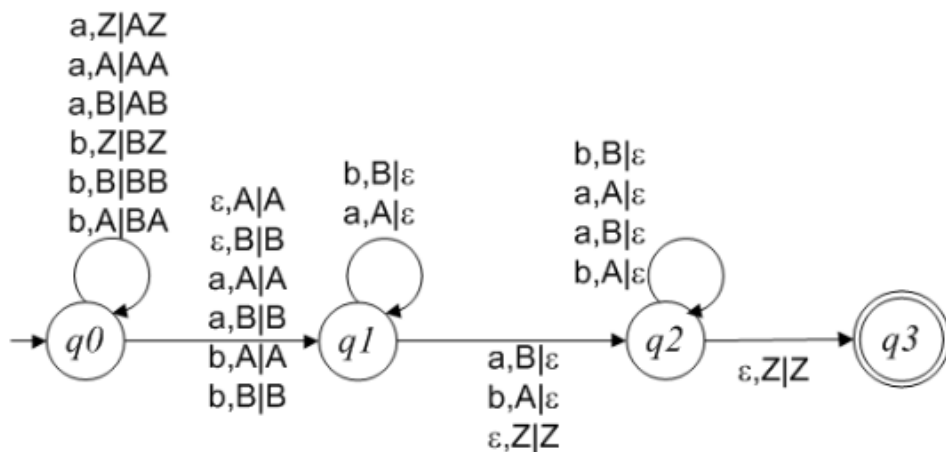 a,Z|AZ
a,A|AA
a,B|AB
b,Z|BZ
b,B|BB
b,A|BA
ε,A|A
ε,B|B
a,A|A
a,B|B
b,A|A
b,B|B
b,B|ε
a,A|ε
b,B|ε
a,A|ε
a,B|ε
b,A|ε
q0
q1
q2
q3
a,B|ε
b,A|ε
ε,Z|Z
ε,Z|Z